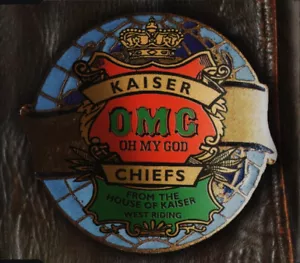 KAISER
OMG
OH MY GOD
CHIEFS
FROM THE
HOUSE OF KAISER
WEST RIDING